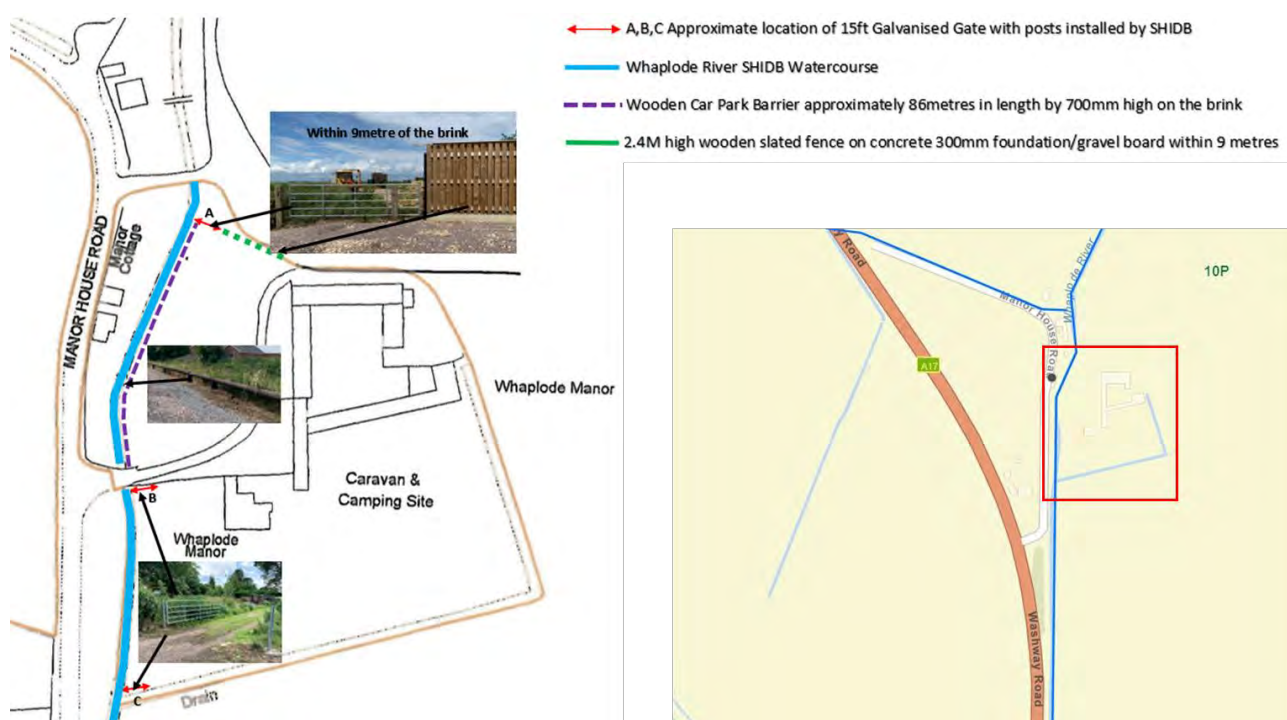 A,B,C Approximate location of 15ft Galvanised Gate with posts installed by SHIDB
Whaplode River SHIDB Watercourse
Wooden Car Park Barrier approximately 86metres in length by 700mm high on the brink
2.4M high wooden slated fence on concrete 300mm foundation/gravel board within 9 metres
Within 9metre of the brink
A
MANOR HOUSE ROAD
Manor
Cottage
Whaplode Manor
Caravan &
Camping Site
B
Whaplode
Manor
C
Drain
y Road
Manor House Road
Whaplode River
10P
A17
Washway Road